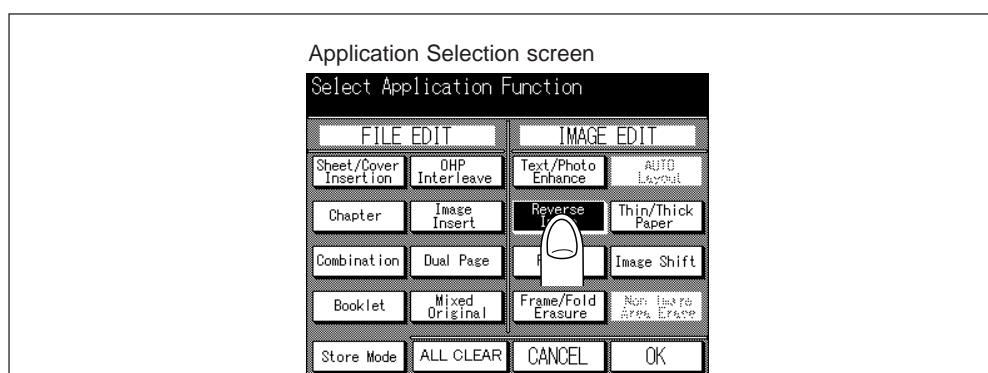 Application Selection screen
Select Application Function
FILE EDIT
IMAGE EDIT
Sheet/Cover
Insertion
OHP
Interleave
Text/Photo
Enhance
AUTO
Layout
Chapter
Image
Insert
Reverse
Thin/Thick
Paper
Combination
Dual Page
Image Shift
Booklet
Mixed
Original
Frame/Fold
Erasure
Non Image
Area Erase
Store Mode
ALL CLEAR
CANCEL
OK